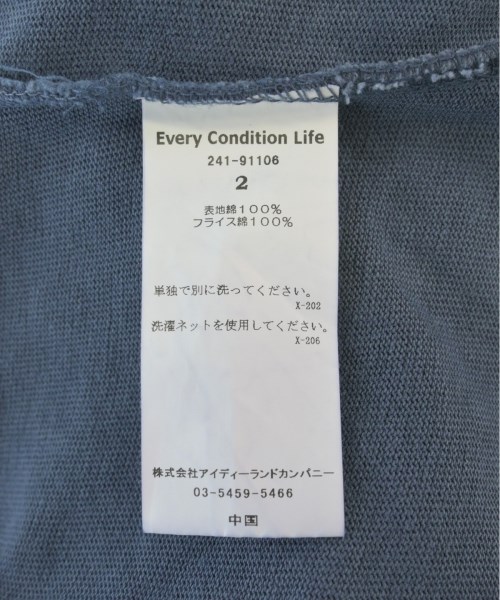 Every Condition Life
241-91106
2
表地綿１００％
フライス綿１００％
単独で別に洗ってください。
X-202
洗濯ネットを使用してください。
X-206
株式会社アイディーランドカンパニー
03-5459-5466
中国